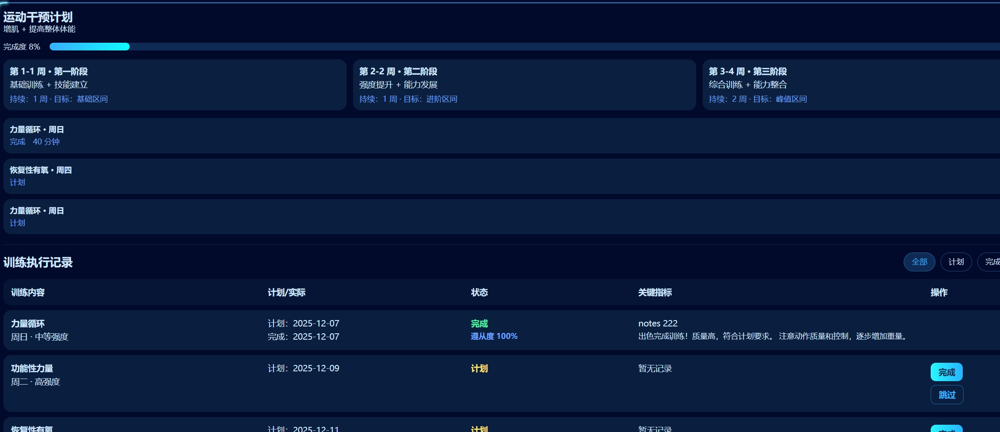 运动干预计划
增肌 + 提高整体体能
完成度 8%
第 1-1 周 • 第一阶段
基础训练 + 技能建立
持续：1 周 · 目标：基础区间
第 2-2 周 • 第二阶段
强度提升 + 能力发展
持续：1 周 · 目标：进阶区间
第 3-4 周 • 第三阶段
综合训练 + 能力整合
持续：2 周 · 目标：峰值区间
力量循环 • 周日
完成 40 分钟
恢复性有氧 • 周四
计划
力量循环 • 周日
计划
训练执行记录
全部 计划 完成
训练内容 计划/实际 状态 关键指标 操作
力量循环
周日 · 中等强度
计划：2025-12-07
完成：2025-12-07
完成
遵从度 100%
notes 222
出色完成训练！质量高，符合计划要求。 注意动作质量和控制，逐步增加重量。
功能性力量
周二 · 高强度
计划：2025-12-09
计划
暂无记录
完成
跳过
恢复性有氧
计划：2025-12-11
计划
暂无记录
完成